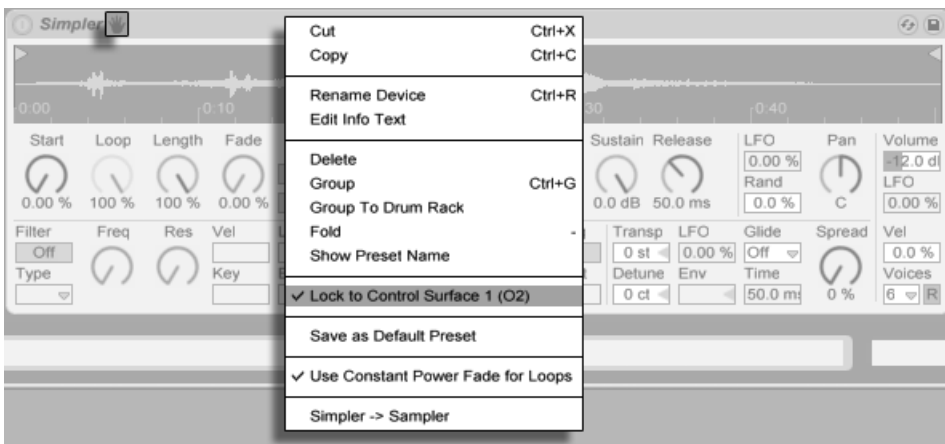 Simpler
Cut Ctrl+X
Copy Ctrl+C
Rename Device Ctrl+R
Edit Info Text
Delete
Group Ctrl+G
Group To Drum Rack
Fold -
Show Preset Name
✓ Lock to Control Surface 1 (O2)
Save as Default Preset
✓ Use Constant Power Fade for Loops
Simpler -> Sampler
0:00 0:10 30 0:40
Start Loop Length Fade Sustain Release LFO Pan Volume
0.00 % -12.0 dB
Rand LFO
0.00 % 100 % 100 % 0.00 % 0.0 dB 50.0 ms 0.0 % C 0.00 %
Filter Freq Res Vel Transp LFO Glide Spread Vel
Off 0 st 0.00 % Off 0.0 %
Type Key Detune Env Time Voices
0 ct 50.0 ms 0 % 6 R